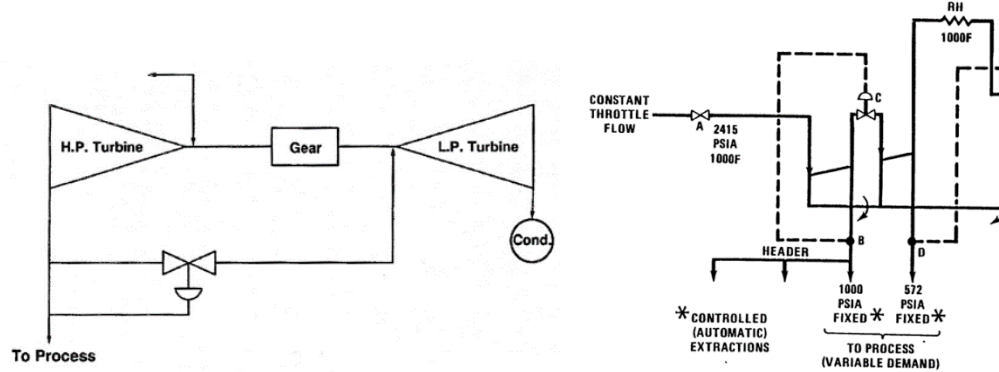 H.P. Turbine
Gear
L.P. Turbine
Cond.
To Process
RH
1000F
CONSTANT
THROTTLE
FLOW
A
2415
PSIA
1000F
C
B
D
HEADER
1000
PSIA
FIXED *
572
PSIA
FIXED *
* CONTROLLED
(AUTOMATIC)
EXTRACTIONS
TO PROCESS
(VARIABLE DEMAND)